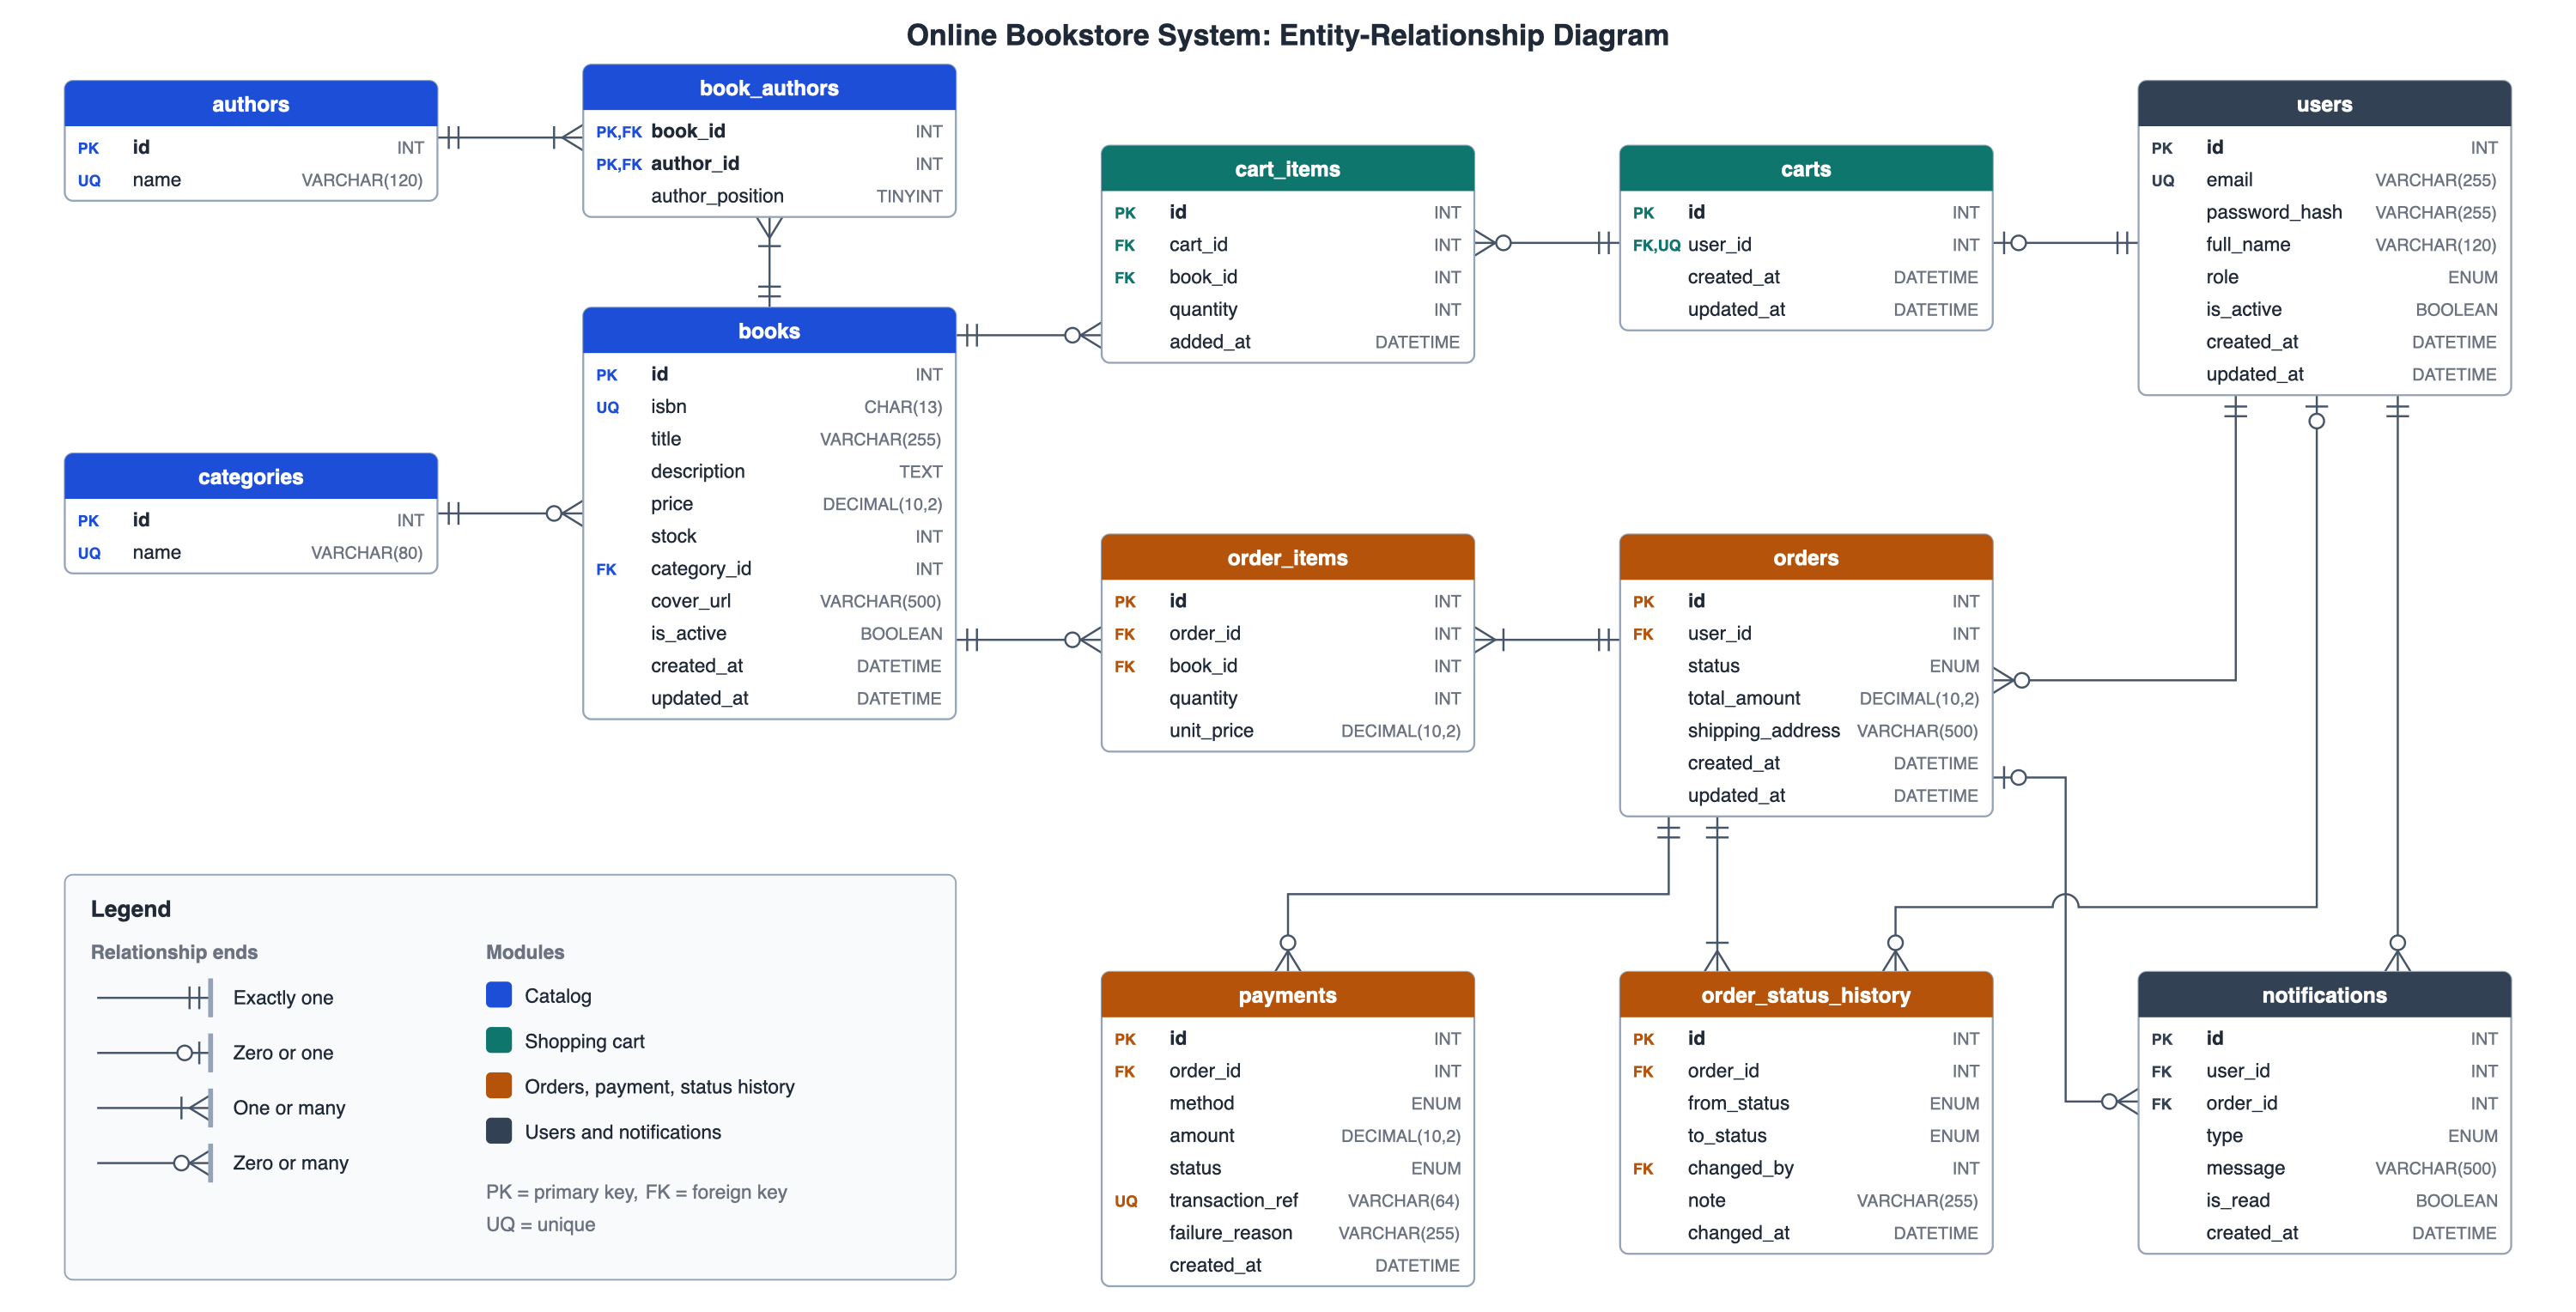 Online Bookstore System: Entity-Relationship Diagram
authors
PK id INT
UQ name VARCHAR(120)
book_authors
PK,FK book_id INT
PK,FK author_id INT
author_position TINYINT
cart_items
PK id INT
FK cart_id INT
FK book_id INT
quantity INT
added_at DATETIME
carts
PK id INT
FK,UQ user_id INT
created_at DATETIME
updated_at DATETIME
users
PK id INT
UQ email VARCHAR(255)
password_hash VARCHAR(255)
full_name VARCHAR(120)
role ENUM
is_active BOOLEAN
created_at DATETIME
updated_at DATETIME
categories
PK id INT
UQ name VARCHAR(80)
books
PK id INT
UQ isbn CHAR(13)
title VARCHAR(255)
description TEXT
price DECIMAL(10,2)
stock INT
FK category_id INT
cover_url VARCHAR(500)
is_active BOOLEAN
created_at DATETIME
updated_at DATETIME
order_items
PK id INT
FK order_id INT
FK book_id INT
quantity INT
unit_price DECIMAL(10,2)
orders
PK id INT
FK user_id INT
status ENUM
total_amount DECIMAL(10,2)
shipping_address VARCHAR(500)
created_at DATETIME
updated_at DATETIME
Legend
Relationship ends
Exactly one
Zero or one
One or many
Zero or many
Modules
Catalog
Shopping cart
Orders, payment, status history
Users and notifications
PK = primary key, FK = foreign key
UQ = unique
payments
PK id INT
FK order_id INT
method ENUM
amount DECIMAL(10,2)
status ENUM
UQ transaction_ref VARCHAR(64)
failure_reason VARCHAR(255)
created_at DATETIME
order_status_history
PK id INT
FK order_id INT
from_status ENUM
to_status ENUM
FK changed_by INT
note VARCHAR(255)
changed_at DATETIME
notifications
PK id INT
FK user_id INT
FK order_id INT
type ENUM
message VARCHAR(500)
is_read BOOLEAN
created_at DATETIME